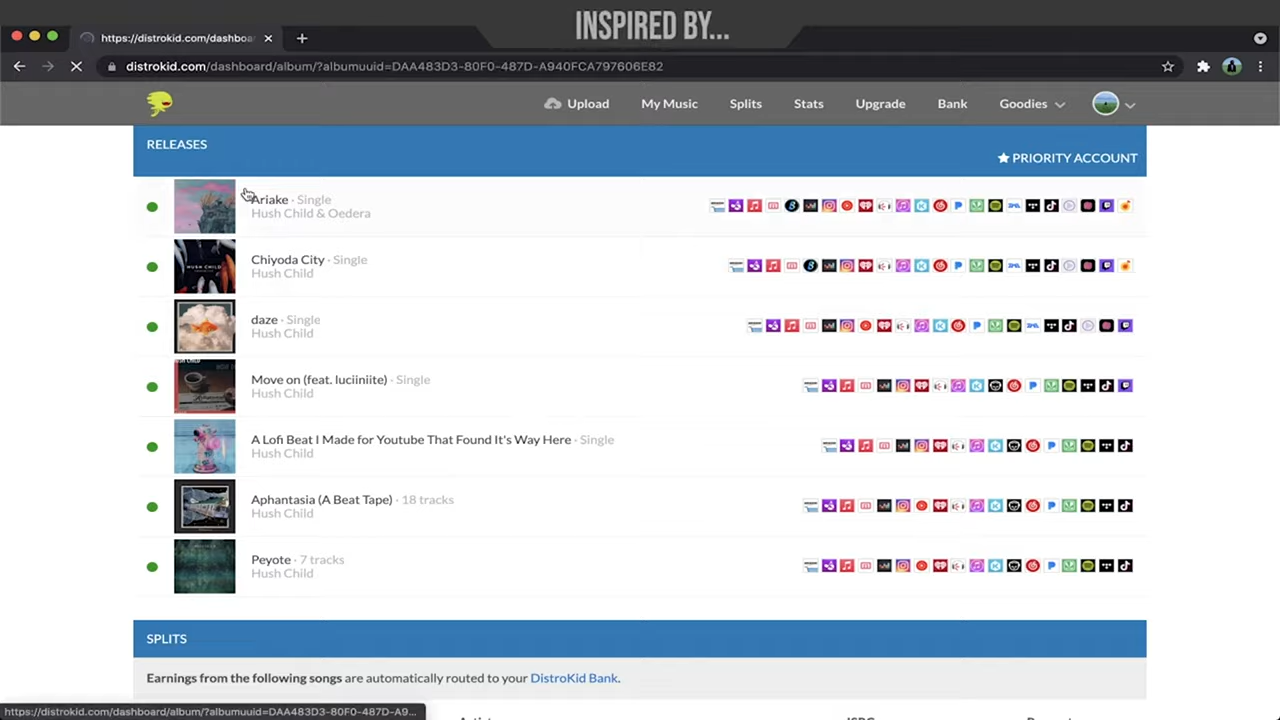 INSPIRED BY...
https://distrokid.com/dashboa
distrokid.com/dashboard/album/?albumuuid=DAA483D3-80F0-487D-A940FCA797606E82
Upload My Music Splits Stats Upgrade Bank Goodies
RELEASES
PRIORITY ACCOUNT
Ariake · Single
Hush Child & Oedera
Chiyoda City · Single
Hush Child
daze · Single
Hush Child
Move on (feat. luciiniite) · Single
Hush Child
A Lofi Beat I Made for Youtube That Found It's Way Here · Single
Hush Child
Aphantasia (A Beat Tape) · 18 tracks
Hush Child
Peyote · 7 tracks
Hush Child
SPLITS
Earnings from the following songs are automatically routed to your DistroKid Bank.
https://distrokid.com/dashboard/album/?albumuuid=DAA483D3-80F0-487D-A9...